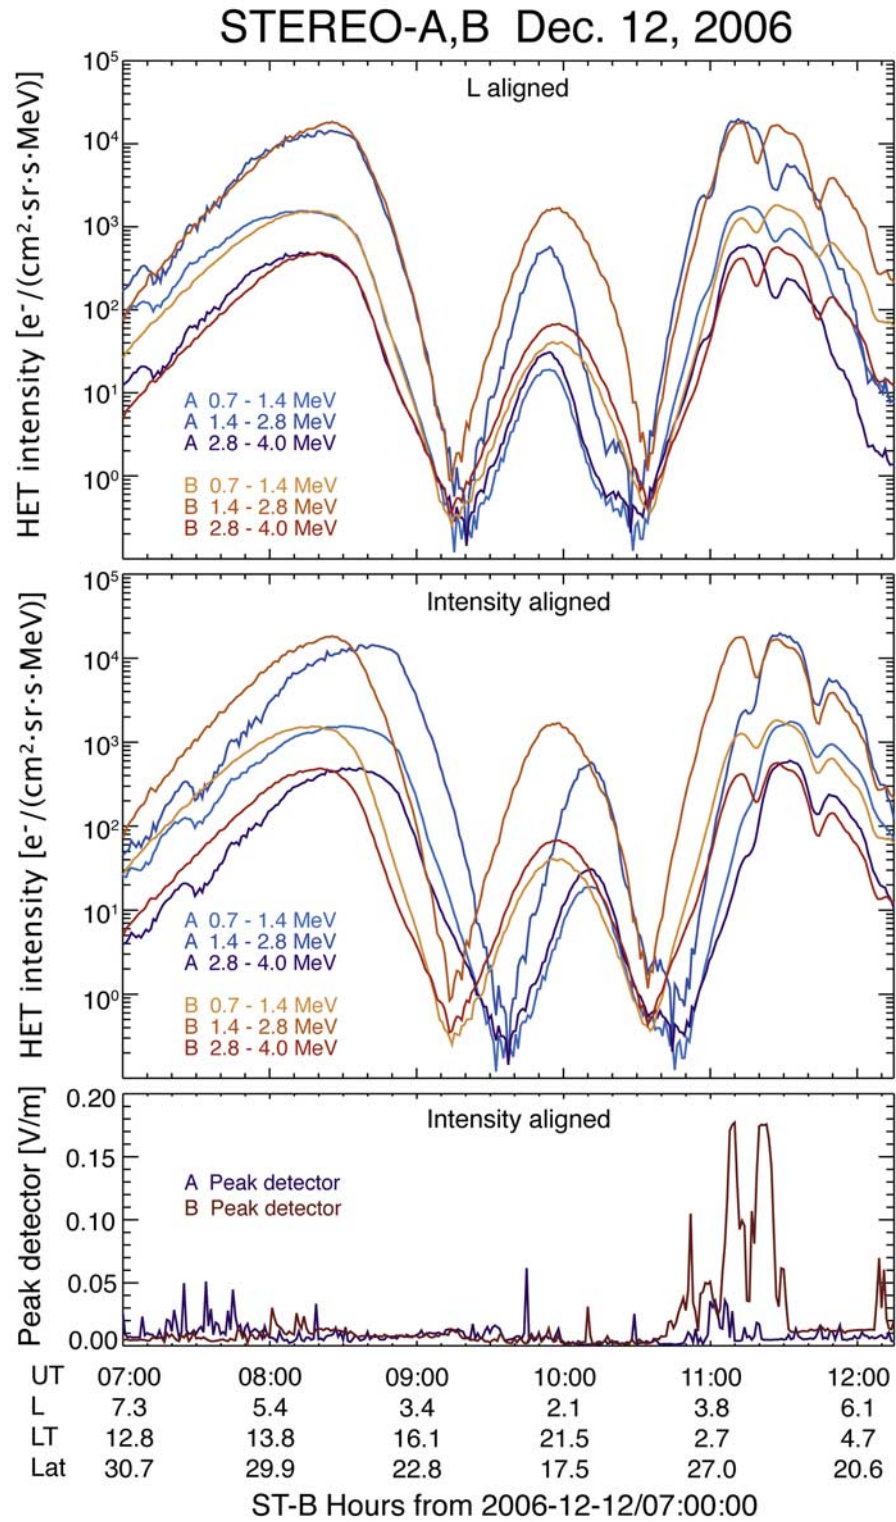 STEREO-A,B Dec. 12, 2006
L aligned
HET intensity [e⁻/(cm²·sr·s·MeV)]
10⁵
10⁴
10³
10²
10¹
10⁰
A 0.7 - 1.4 MeV
A 1.4 - 2.8 MeV
A 2.8 - 4.0 MeV
B 0.7 - 1.4 MeV
B 1.4 - 2.8 MeV
B 2.8 - 4.0 MeV
Intensity aligned
HET intensity [e⁻/(cm²·sr·s·MeV)]
10⁵
10⁴
10³
10²
10¹
10⁰
A 0.7 - 1.4 MeV
A 1.4 - 2.8 MeV
A 2.8 - 4.0 MeV
B 0.7 - 1.4 MeV
B 1.4 - 2.8 MeV
B 2.8 - 4.0 MeV
Intensity aligned
Peak detector [V/m]
0.20
0.15
0.10
0.05
0.00
A Peak detector
B Peak detector
UT 07:00 08:00 09:00 10:00 11:00 12:00
L 7.3 5.4 3.4 2.1 3.8 6.1
LT 12.8 13.8 16.1 21.5 2.7 4.7
Lat 30.7 29.9 22.8 17.5 27.0 20.6
ST-B Hours from 2006-12-12/07:00:00